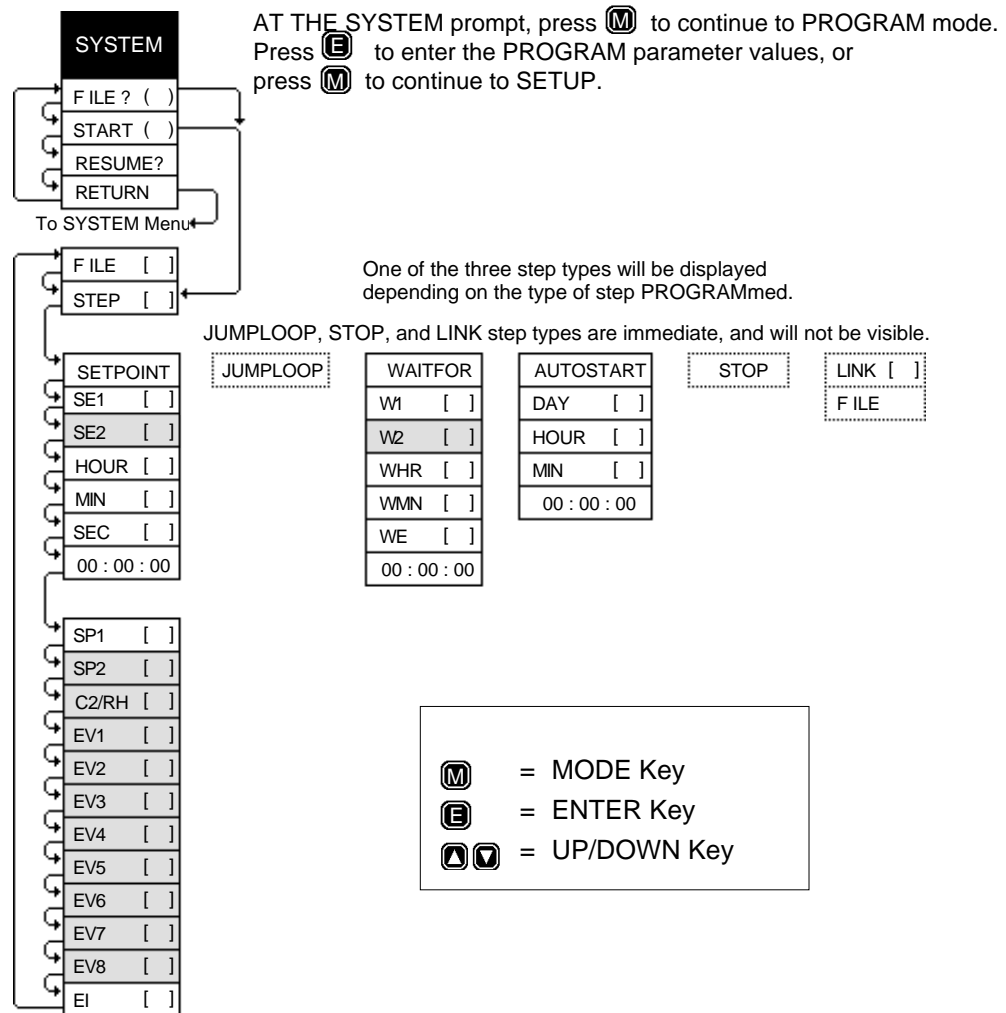 SYSTEM
AT THE SYSTEM prompt, press M to continue to PROGRAM mode.
Press E to enter the PROGRAM parameter values, or
press M to continue to SETUP.
FILE ? ( )
START ( )
RESUME?
RETURN
To SYSTEM Menu
FILE [ ]
STEP [ ]
One of the three step types will be displayed
depending on the type of step PROGRAMmed.
JUMPLOOP, STOP, and LINK step types are immediate, and will not be visible.
SETPOINT
SE1 [ ]
SE2 [ ]
HOUR [ ]
MIN [ ]
SEC [ ]
00 : 00 : 00
JUMPLOOP
WAITFOR
W1 [ ]
W2 [ ]
WHR [ ]
WMN [ ]
WE [ ]
00 : 00 : 00
AUTOSTART
DAY [ ]
HOUR [ ]
MIN [ ]
00 : 00 : 00
STOP
LINK [ ]
FILE
SP1 [ ]
SP2 [ ]
C2/RH [ ]
EV1 [ ]
EV2 [ ]
EV3 [ ]
EV4 [ ]
EV5 [ ]
EV6 [ ]
EV7 [ ]
EV8 [ ]
EI [ ]
M = MODE Key
E = ENTER Key
= UP/DOWN Key